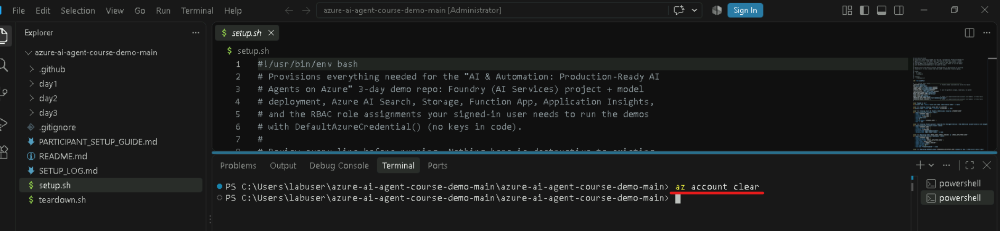 File Edit Selection View Go Run Terminal Help
azure-ai-agent-course-demo-main [Administrator]
Sign In
Explorer
azure-ai-agent-course-demo-main
.github
day1
day2
day3
.gitignore
PARTICIPANT_SETUP_GUIDE.md
README.md
SETUP_LOG.md
$ setup.sh
$ teardown.sh
$ setup.sh
$ setup.sh
1 #!/usr/bin/env bash
2 # Provisions everything needed for the "AI & Automation: Production-Ready AI
3 # Agents on Azure" 3-day demo repo: Foundry (AI Services) project + model
4 # deployment, Azure AI Search, Storage, Function App, Application Insights,
5 # and the RBAC role assignments your signed-in user needs to run the demos
6 # with DefaultAzureCredential() (no keys in code).
7 #
Problems Output Debug Console Terminal Ports
PS C:\Users\labuser\azure-ai-agent-course-demo-main\azure-ai-agent-course-demo-main> az account clear
PS C:\Users\labuser\azure-ai-agent-course-demo-main\azure-ai-agent-course-demo-main>
powershell
powershell